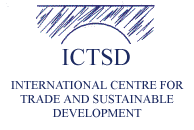 ICTSD
INTERNATIONAL CENTRE FOR
TRADE AND SUSTAINABLE
DEVELOPMENT